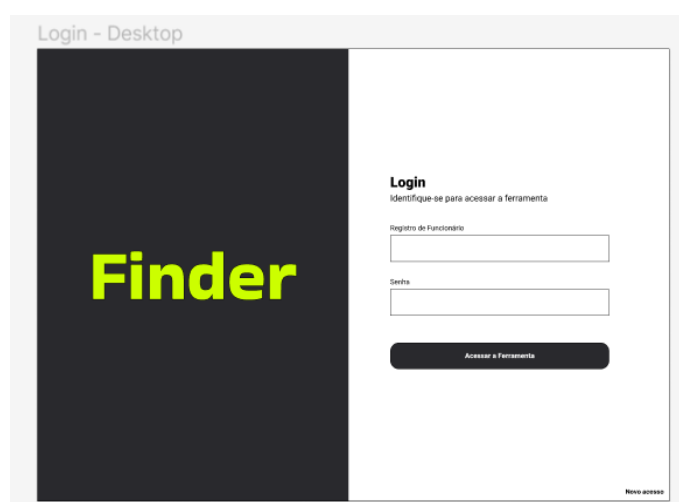 Login - Desktop
Finder
Login
Identifique-se para acessar a ferramenta
Registro de Funcionário
Senha
Acessar a Ferramenta
Novo acesso